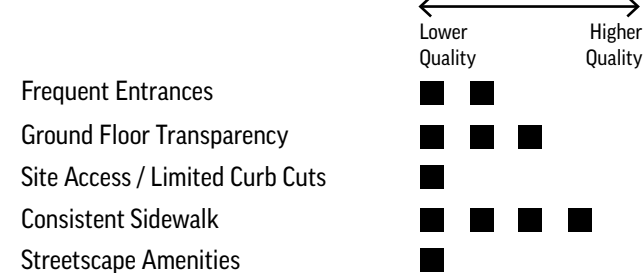 Lower Higher
Quality Quality
Frequent Entrances
Ground Floor Transparency
Site Access / Limited Curb Cuts
Consistent Sidewalk
Streetscape Amenities